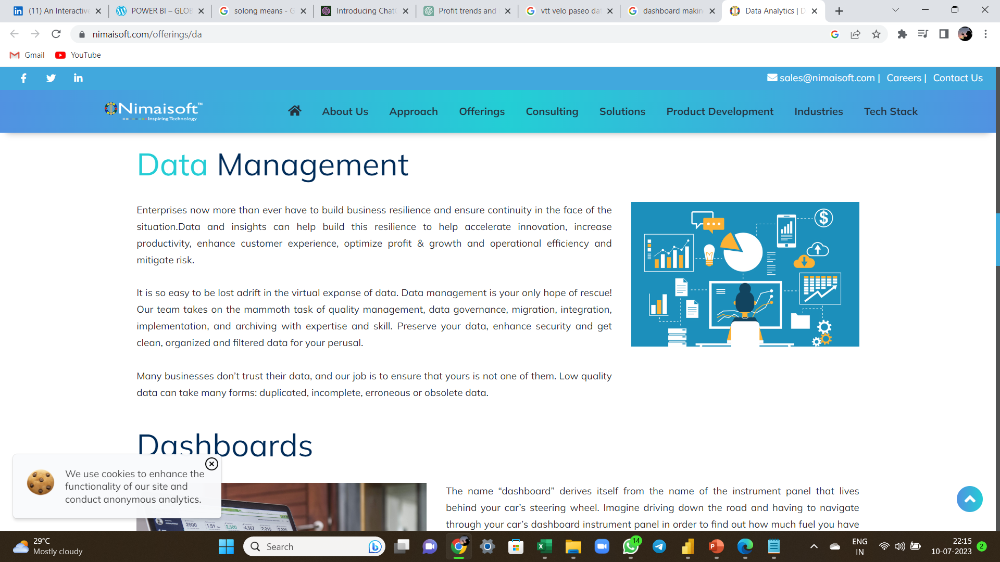 (11) An Interactive
POWER BI – GLOB
solong means - G
Introducing ChatG
Profit trends and
vtt velo paseo dat
dashboard makin
Data Analytics | D
nimaisoft.com/offerings/da
Gmail
YouTube
sales@nimaisoft.com | Careers | Contact Us
Nimaisoft™
Inspiring Technology
About Us
Approach
Offerings
Consulting
Solutions
Product Development
Industries
Tech Stack
Data Management
Enterprises now more than ever have to build business resilience and ensure continuity in the face of the
situation.Data and insights can help build this resilience to help accelerate innovation, increase
productivity, enhance customer experience, optimize profit & growth and operational efficiency and
mitigate risk.
It is so easy to be lost adrift in the virtual expanse of data. Data management is your only hope of rescue!
Our team takes on the mammoth task of quality management, data governance, migration, integration,
implementation, and archiving with expertise and skill. Preserve your data, enhance security and get
clean, organized and filtered data for your perusal.
Many businesses don’t trust their data, and our job is to ensure that yours is not one of them. Low quality
data can take many forms: duplicated, incomplete, erroneous or obsolete data.
$
Dashboards
We use cookies to enhance the
functionality of our site and
conduct anonymous analytics.
2500 1.51 2,500 4,567 2,315 7,325
The name “dashboard” derives itself from the name of the instrument panel that lives
behind your car’s steering wheel. Imagine driving down the road and having to navigate
through your car’s dashboard instrument panel in order to find out how much fuel you have
29°C
Mostly cloudy
Search
14
ENG
IN
22:15
10-07-2023
2